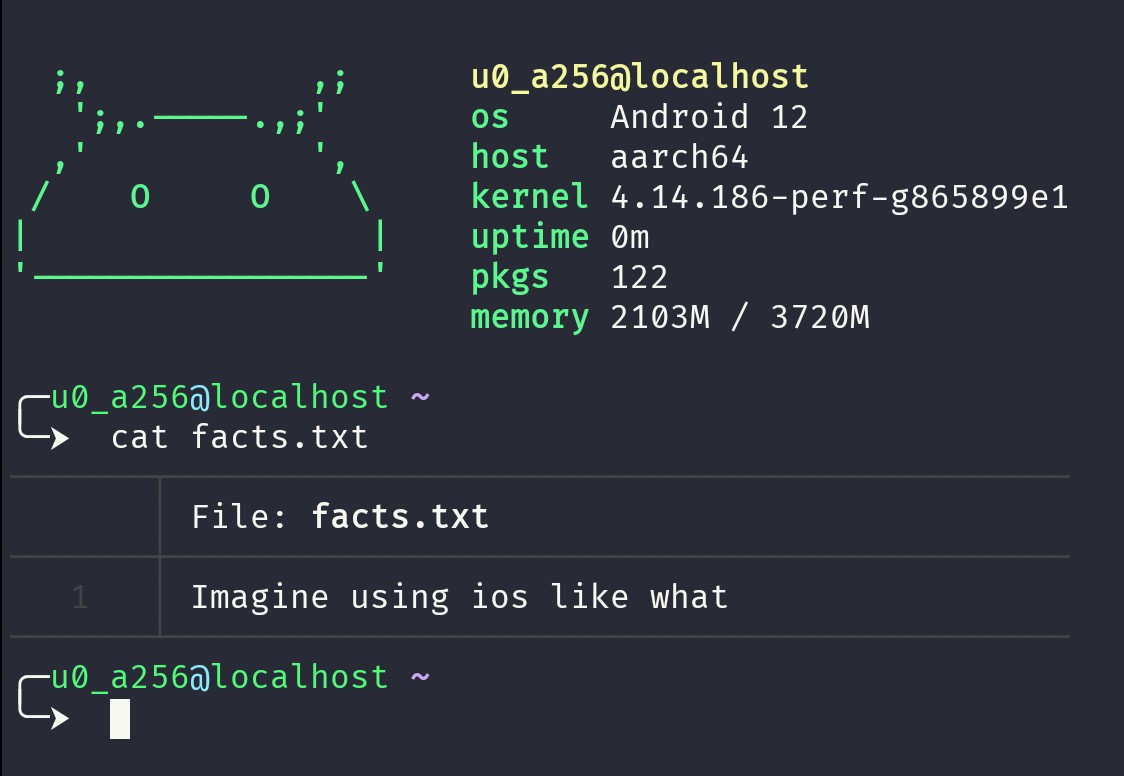 u0_a256@localhost
os Android 12
host aarch64
kernel 4.14.186-perf-g865899e1
uptime 0m
pkgs 122
memory 2103M / 3720M
u0_a256@localhost ~
cat facts.txt
File: facts.txt
1 Imagine using ios like what
u0_a256@localhost ~